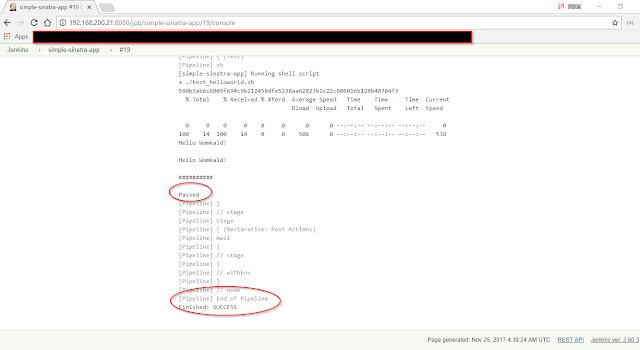 simple-sinatra-app #19 C
192.168.200.21:8080/job/simple-sinatra-app/19/console
Apps
Jenkins > simple-sinatra-app > #19
[Pipeline] { (Test)
[Pipeline] sh
[simple-sinatra-app] Running shell script
+ ./test_helloworld.sh
580b7ab6c6009f694c9b212458dfe5238aa62823b1c22c806016b128b48784f3
% Total % Received % Xferd Average Speed Time Time Time Current
Dload Upload Total Spent Left Speed
0 0 0 0 0 0 0 0 --:--:-- --:--:-- --:--:-- 0
100 14 100 14 0 0 506 0 --:--:-- --:--:-- --:--:-- 538
Hello Womkald!
Hello Womkald!
##########
Passed
[Pipeline] }
[Pipeline] // stage
[Pipeline] stage
[Pipeline] { (Declarative: Post Actions)
[Pipeline] mail
[Pipeline] }
[Pipeline] // stage
[Pipeline] }
[Pipeline] // withEnv
[Pipeline] }
[Pipeline] // node
[Pipeline] End of Pipeline
Finished: SUCCESS
Page generated: Nov 25, 2017 4:39:24 AM UTC REST API Jenkins ver. 2.60.3